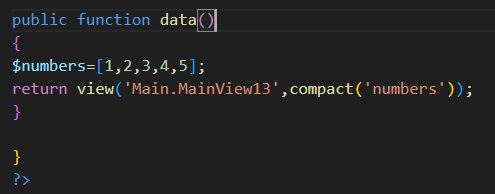 public function data()
{
$numbers=[1,2,3,4,5];
return view('Main.MainView13',compact('numbers'));
}
}
?>